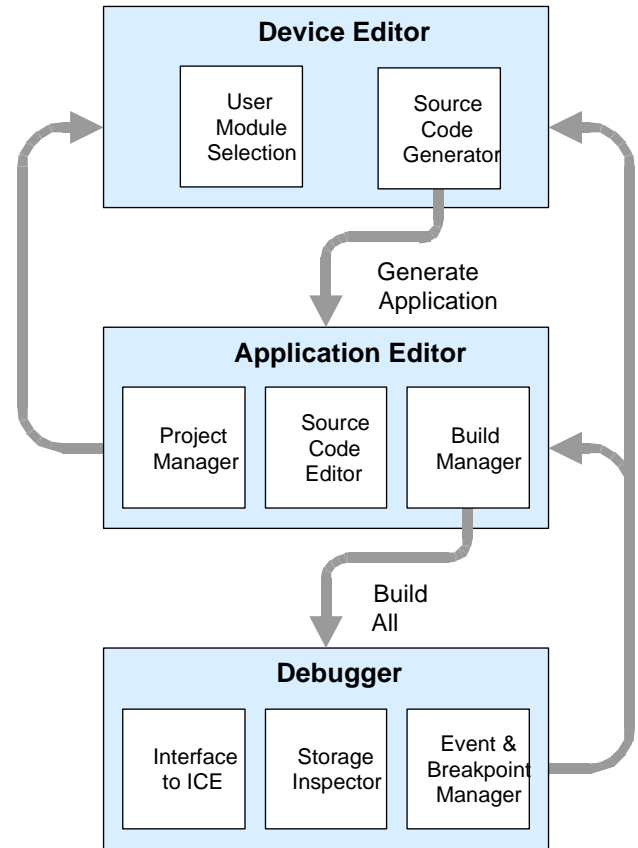 Device Editor
User
Module
Selection
Source
Code
Generator
Generate
Application
Application Editor
Project
Manager
Source
Code
Editor
Build
Manager
Build
All
Debugger
Interface
to ICE
Storage
Inspector
Event &
Breakpoint
Manager